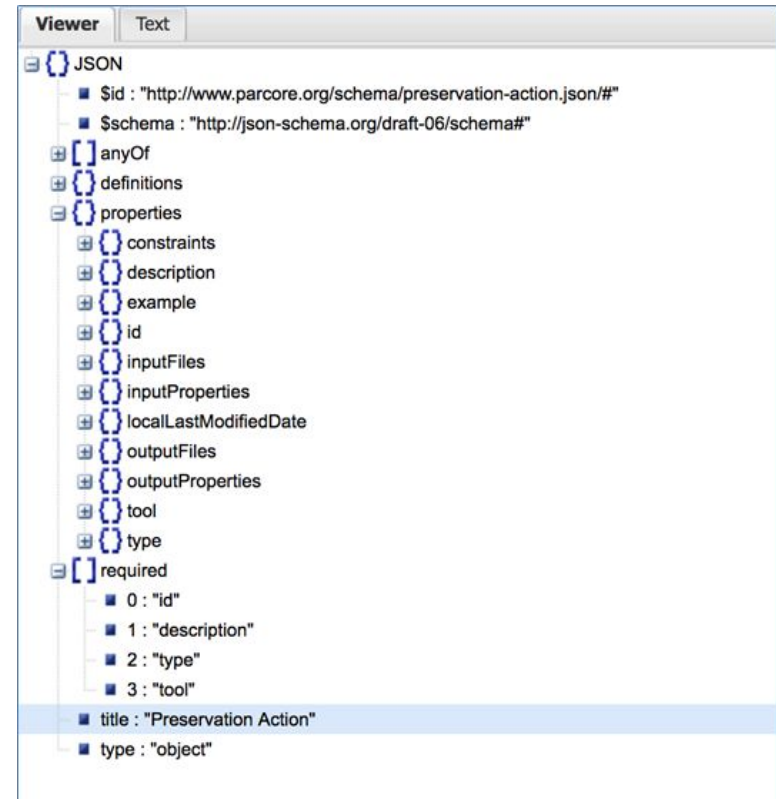 Viewer Text
JSON
$id : "http://www.parcore.org/schema/preservation-action.json/#"
$schema : "http://json-schema.org/draft-06/schema#"
anyOf
definitions
properties
constraints
description
example
id
inputFiles
inputProperties
localLastModifiedDate
outputFiles
outputProperties
tool
type
required
0 : "id"
1 : "description"
2 : "type"
3 : "tool"
title : "Preservation Action"
type : "object"